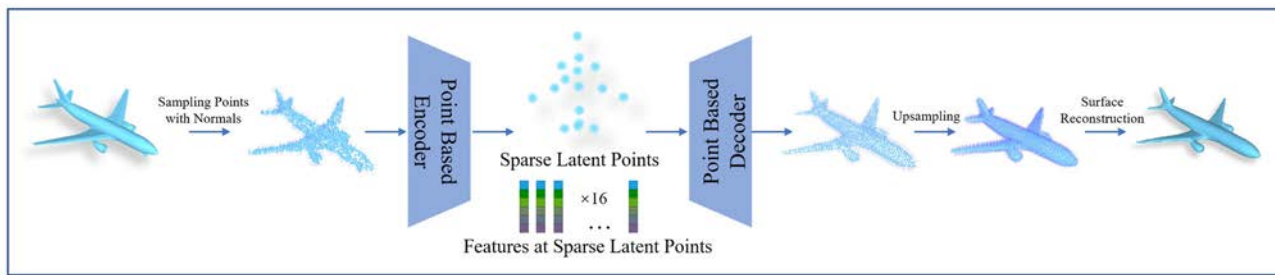 Sampling Points
with Normals
Point Based
Encoder
Sparse Latent Points
×16
...
Features at Sparse Latent Points
Point Based
Decoder
Upsampling
Surface
Reconstruction